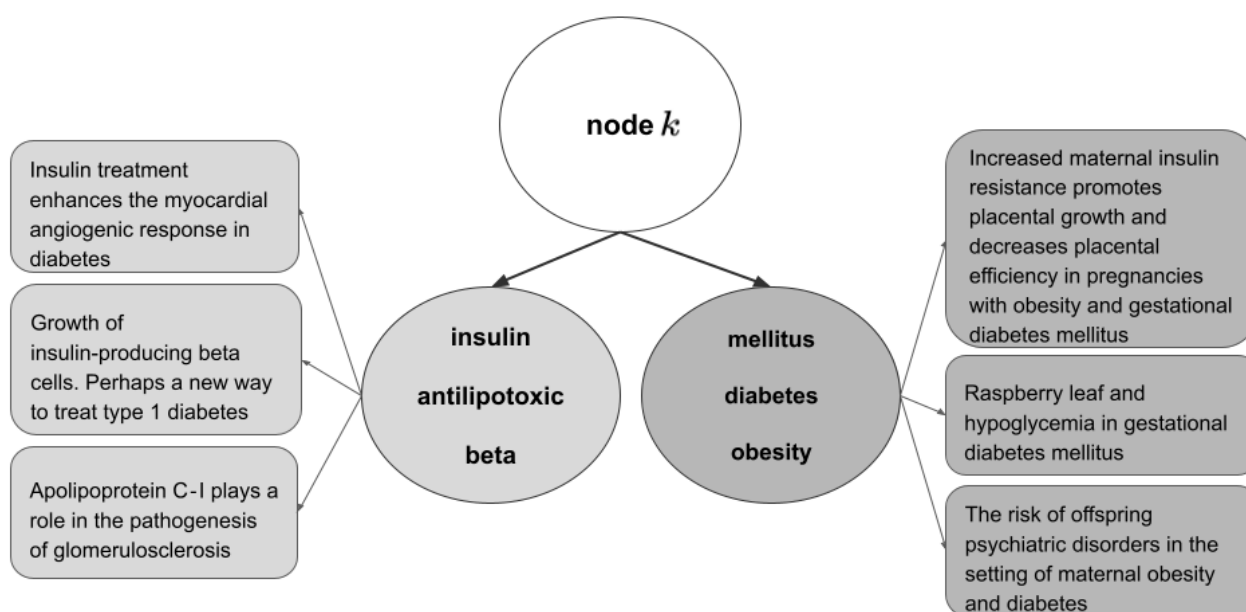 node k
Insulin treatment
enhances the myocardial
angiogenic response in
diabetes
Growth of
insulin-producing beta
cells. Perhaps a new way
to treat type 1 diabetes
Apolipoprotein C-I plays a
role in the pathogenesis
of glomerulosclerosis
insulin
antilipotoxic
beta
mellitus
diabetes
obesity
Increased maternal insulin
resistance promotes
placental growth and
decreases placental
efficiency in pregnancies
with obesity and gestational
diabetes mellitus
Raspberry leaf and
hypoglycemia in gestational
diabetes mellitus
The risk of offspring
psychiatric disorders in the
setting of maternal obesity
and diabetes